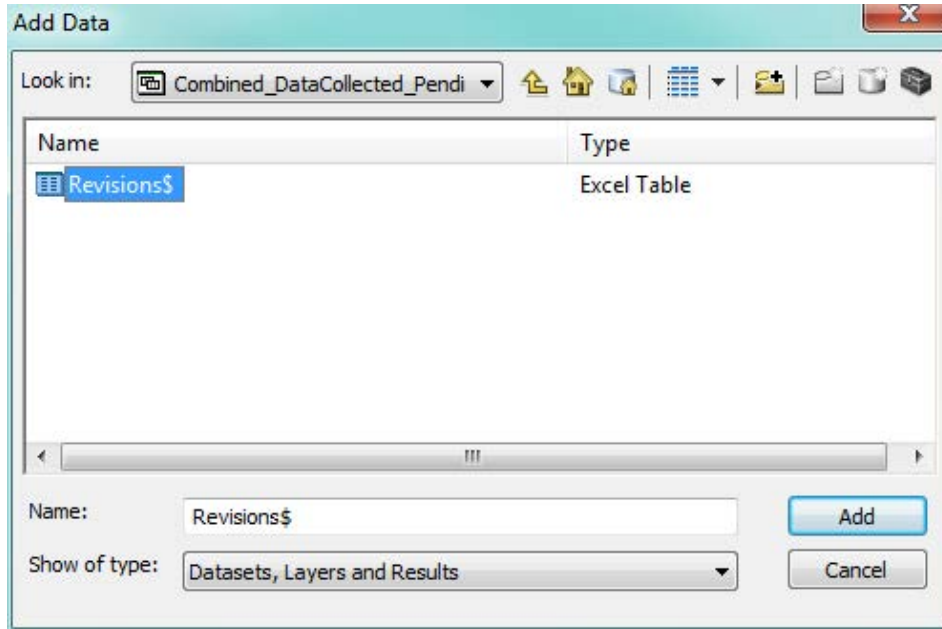 Add Data
Look in: Combined_DataCollected_Pendi
Name Type
Revisions$ Excel Table
Name: Revisions$ Add
Show of type: Datasets, Layers and Results Cancel